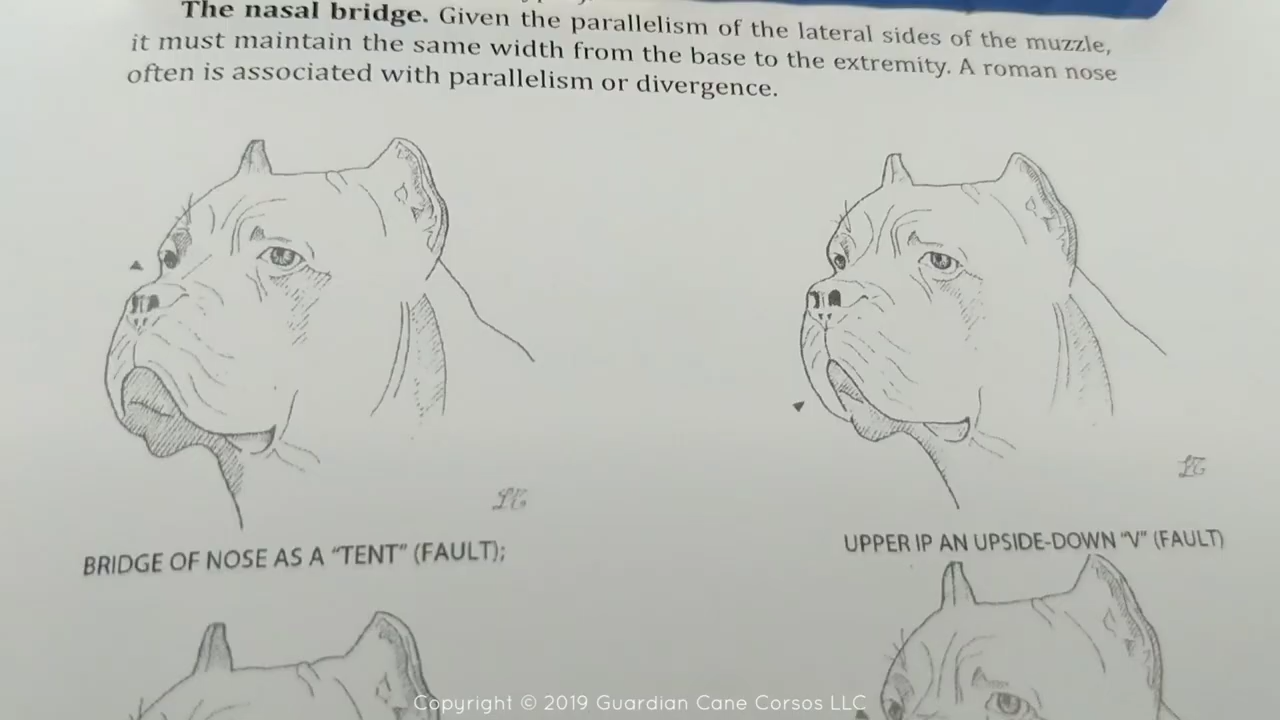 The nasal bridge. Given the parallelism of the lateral sides of the muzzle,
it must maintain the same width from the base to the extremity. A roman nose
often is associated with parallelism or divergence.
BRIDGE OF NOSE AS A “TENT” (FAULT);
UPPER IP AN UPSIDE-DOWN “V” (FAULT)
Copyright © 2019 Guardian Cane Corsos LLC